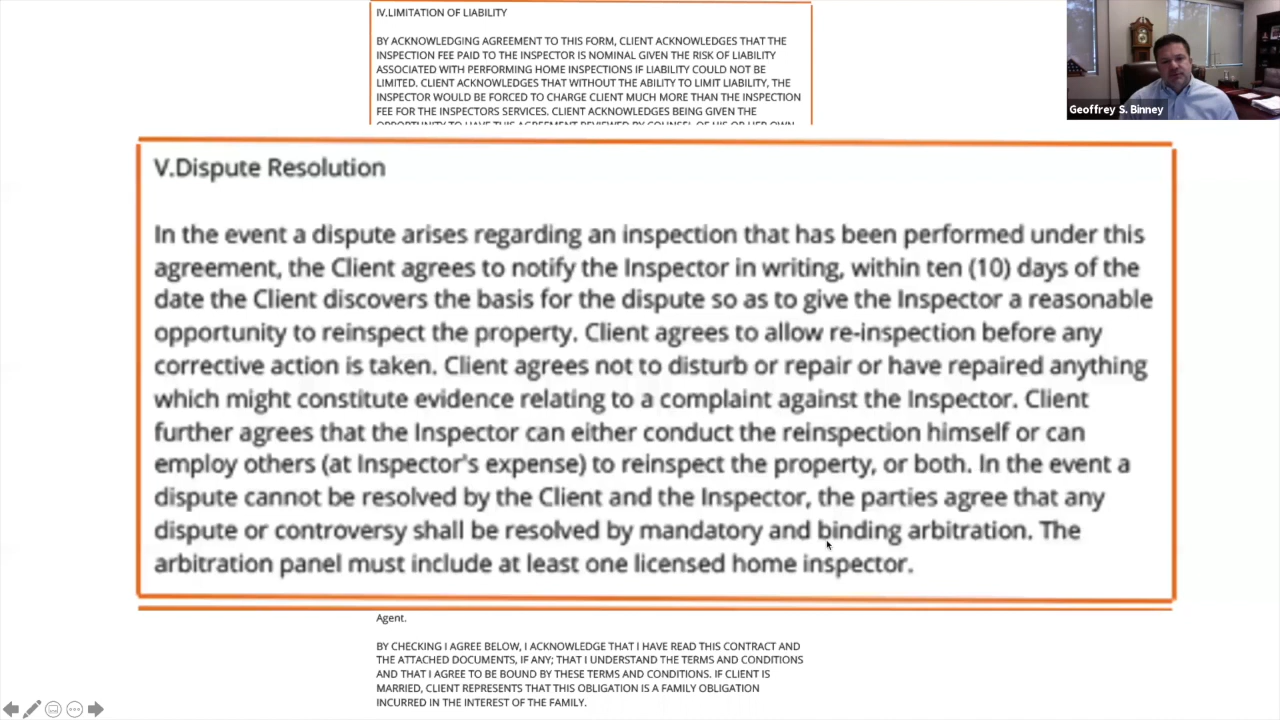 IV.LIMITATION OF LIABILITY
BY ACKNOWLEDGING AGREEMENT TO THIS FORM, CLIENT ACKNOWLEDGES THAT THE
INSPECTION FEE PAID TO THE INSPECTOR IS NOMINAL GIVEN THE RISK OF LIABILITY
ASSOCIATED WITH PERFORMING HOME INSPECTIONS IF LIABILITY COULD NOT BE
LIMITED. CLIENT ACKNOWLEDGES THAT WITHOUT THE ABILITY TO LIMIT LIABILITY, THE
INSPECTOR WOULD BE FORCED TO CHARGE CLIENT MUCH MORE THAN THE INSPECTION
FEE FOR THE INSPECTORS SERVICES. CLIENT ACKNOWLEDGES BEING GIVEN THE
OPPORTUNITY TO HAVE THIS AGREEMENT REVIEWED BY COUNSEL OF HIS OR HER OWN
Geoffrey S. Binney
V.Dispute Resolution
In the event a dispute arises regarding an inspection that has been performed under this
agreement, the Client agrees to notify the Inspector in writing, within ten (10) days of the
date the Client discovers the basis for the dispute so as to give the Inspector a reasonable
opportunity to reinspect the property. Client agrees to allow re-inspection before any
corrective action is taken. Client agrees not to disturb or repair or have repaired anything
which might constitute evidence relating to a complaint against the Inspector. Client
further agrees that the Inspector can either conduct the reinspection himself or can
employ others (at Inspector's expense) to reinspect the property, or both. In the event a
dispute cannot be resolved by the Client and the Inspector, the parties agree that any
dispute or controversy shall be resolved by mandatory and binding arbitration. The
arbitration panel must include at least one licensed home inspector.
Agent.
BY CHECKING I AGREE BELOW, I ACKNOWLEDGE THAT I HAVE READ THIS CONTRACT AND
THE ATTACHED DOCUMENTS, IF ANY; THAT I UNDERSTAND THE TERMS AND CONDITIONS
AND THAT I AGREE TO BE BOUND BY THESE TERMS AND CONDITIONS. IF CLIENT IS
MARRIED, CLIENT REPRESENTS THAT THIS OBLIGATION IS A FAMILY OBLIGATION
INCURRED IN THE INTEREST OF THE FAMILY.